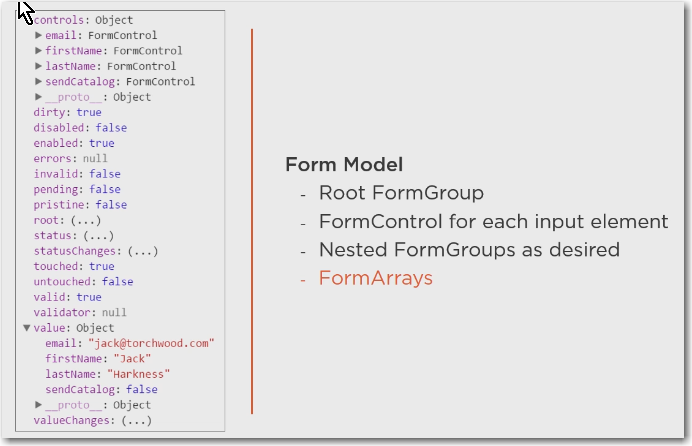 controls: Object
▶ email: FormControl
▶ firstName: FormControl
▶ lastName: FormControl
▶ sendCatalog: FormControl
▶ __proto__: Object
dirty: true
disabled: false
enabled: true
errors: null
invalid: false
pending: false
pristine: false
root: (...)
status: (...)
statusChanges: (...)
touched: true
untouched: false
valid: true
validator: null
▼ value: Object
email: "jack@torchwood.com"
firstName: "Jack"
lastName: "Harkness"
sendCatalog: false
▶ __proto__: Object
valueChanges: (...)
Form Model
- Root FormGroup
- FormControl for each input element
- Nested FormGroups as desired
- FormArrays